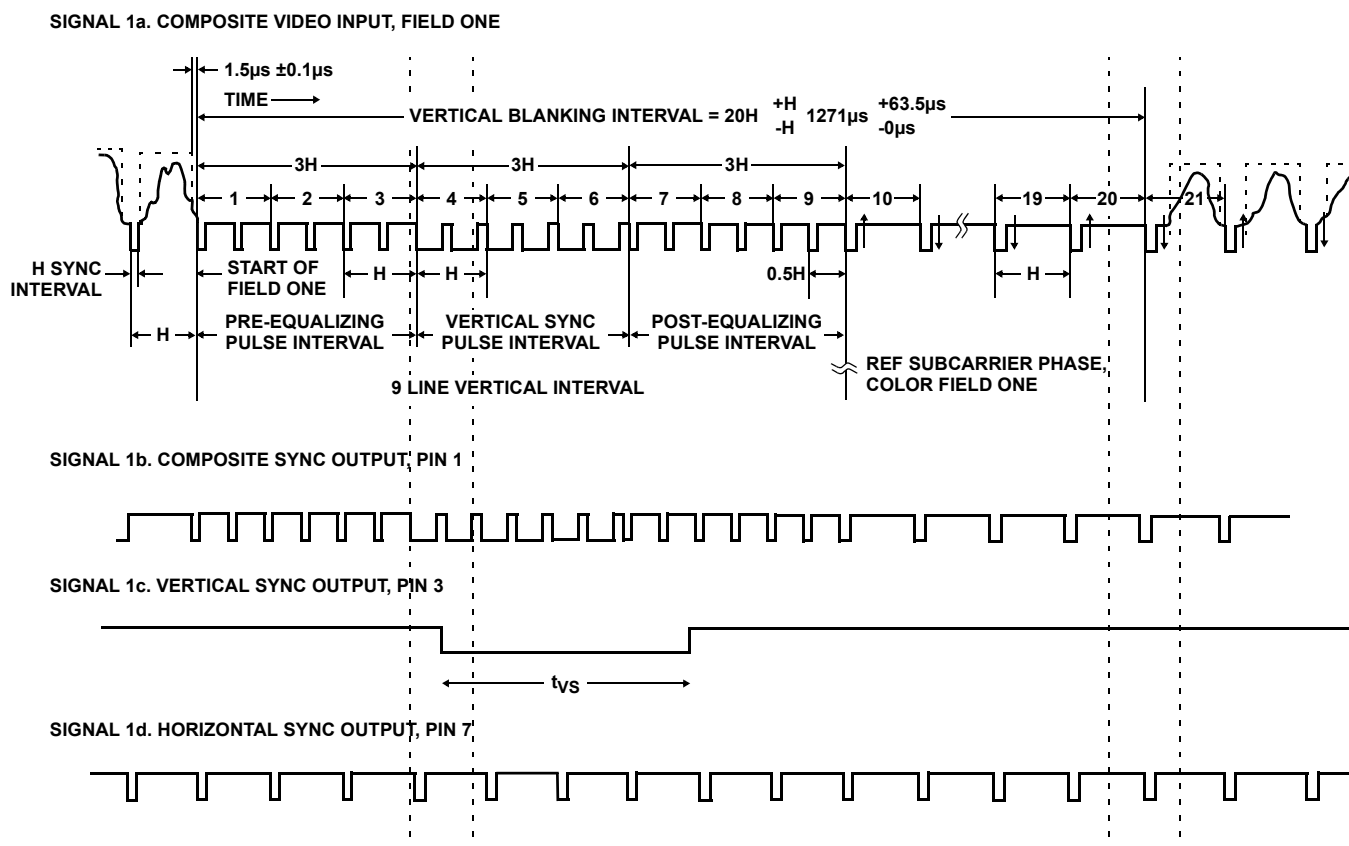 SIGNAL 1a. COMPOSITE VIDEO INPUT, FIELD ONE
1.5µs ±0.1µs
TIME
VERTICAL BLANKING INTERVAL = 20H +H -H 1271µs +63.5µs -0µs
3H 3H 3H
1 2 3 4 5 6 7 8 9 10 19 20 21
H SYNC
INTERVAL
START OF
FIELD ONE
H H 0.5H H
H
PRE-EQUALIZING
PULSE INTERVAL
VERTICAL SYNC
PULSE INTERVAL
POST-EQUALIZING
PULSE INTERVAL
REF SUBCARRIER PHASE,
COLOR FIELD ONE
9 LINE VERTICAL INTERVAL
SIGNAL 1b. COMPOSITE SYNC OUTPUT, PIN 1
SIGNAL 1c. VERTICAL SYNC OUTPUT, PIN 3
tVS
SIGNAL 1d. HORIZONTAL SYNC OUTPUT, PIN 7